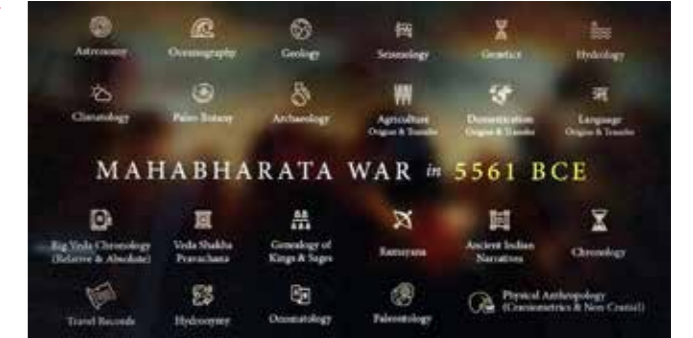 Astronomy
Oceanography
Geology
Seismology
Genetics
Hydrology
Climatology
Paleo Botany
Archaeology
Agriculture
Origins & Transfer
Domestication
Origins & Transfer
Language
Origins & Transfer
MAHABHARATA WAR in 5561 BCE
Rig Veda Chronology
(Relative & Absolute)
Veda Shakha
Pravachana
Genealogy of
Kings & Sages
Ramayana
Ancient Indian
Narratives
Chronology
Travel Records
Hydronymy
Onomatology
Paleontology
Physical Anthropology
(Craniometrics & Non-Cranial)